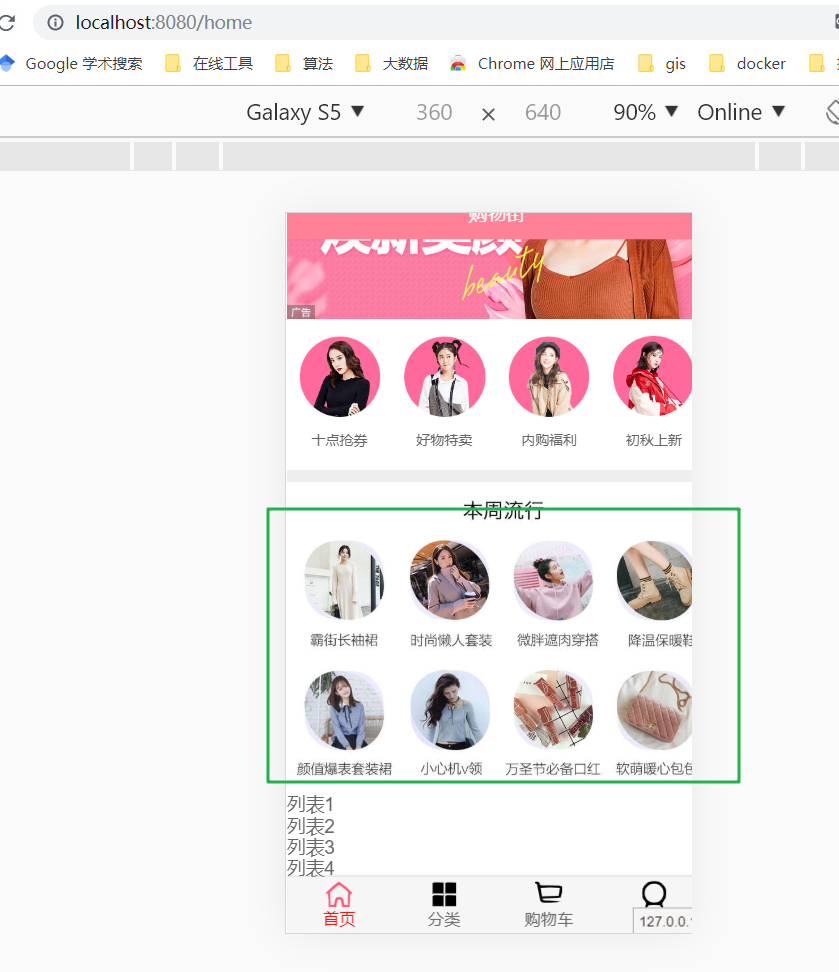 localhost:8080/home
Google 学术搜索 在线工具 算法 大数据 Chrome 网上应用店 gis docker
Galaxy S5 ▼ 360 × 640 90% ▼ Online ▼
购物街
焕新美颜
beauty
广告
十点抢券 好物特卖 内购福利 初秋上新
本周流行
霸街长袖裙 时尚懒人套装 微胖遮肉穿搭 降温保暖鞋
颜值爆表套装裙 小心机v领 万圣节必备口红 软萌暖心包包
列表1
列表2
列表3
列表4
首页 分类 购物车
127.0.0.